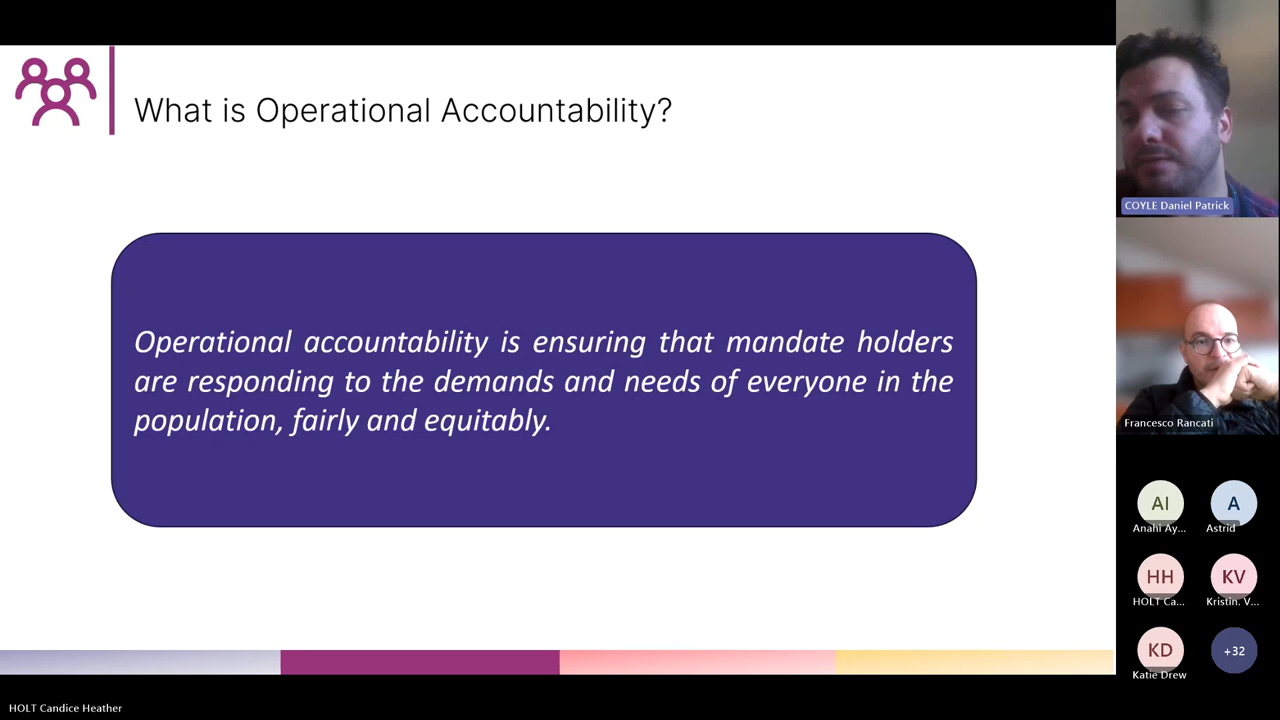 What is Operational Accountability?
Operational accountability is ensuring that mandate holders
are responding to the demands and needs of everyone in the
population, fairly and equitably.
COYLE Daniel Patrick
Francesco Rancati
AI
A
Anahi Ay...
Astrid
HH
KV
HOLT Ca...
Kristin. V...
KD
+32
Katie Drew
HOLT Candice Heather